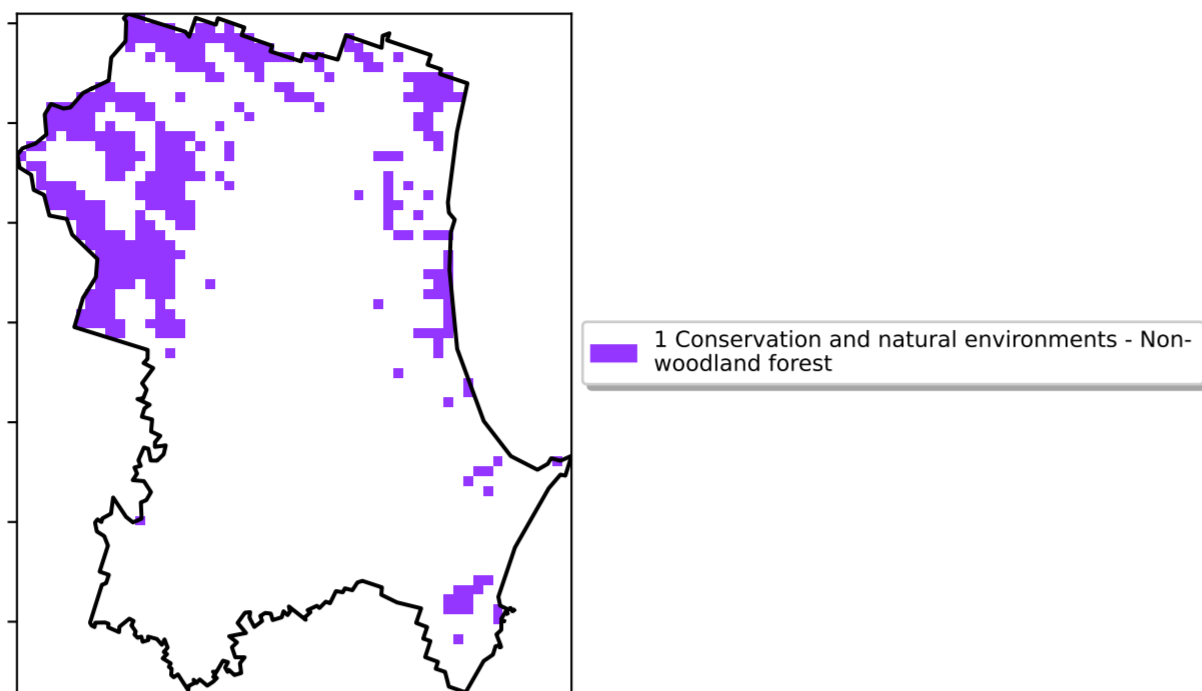 1 Conservation and natural environments - Non-
woodland forest